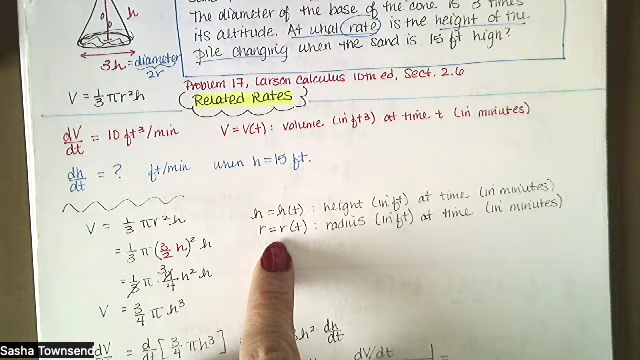 The diameter of the base of the cone is 3 times
its altitude. At what rate is the height of the
pile changing when the sand is 15 ft high?
h
3h = diameter
2r
Problem 17, Larson Calculus 10th ed, Sect. 2.6
V = 1/3 πr²h
Related Rates
dV/dt = 10 ft³/min V = V(t): volume (in ft³) at time t (in minutes)
dh/dt = ? ft/min when h = 15 ft.
V = 1/3 πr²h
h = h(t): height (in ft) at time (in minutes)
r = r(t): radius (in ft) at time (in minutes)
= 1/3 π·(3/2 h)²·h
= 1/3 π·9/4·h²·h
3
V = 3/4 π·h³
= d/dt [3/4 πh³]
h² dh/dt
dV/dt
Sasha Townsend